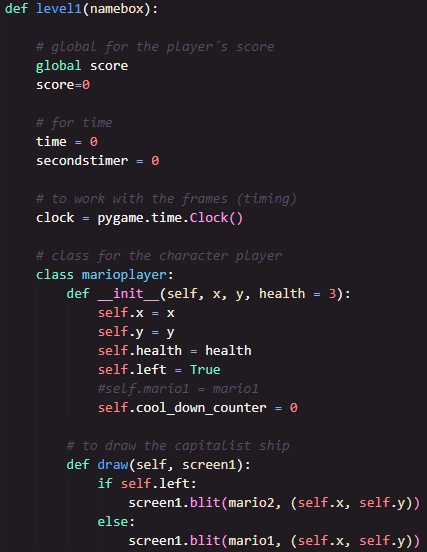 def level1(namebox):
# global for the player´s score
global score
score=0
# for time
time = 0
secondstimer = 0
# to work with the frames (timing)
clock = pygame.time.Clock()
# class for the character player
class marioplayer:
def __init__(self, x, y, health = 3):
self.x = x
self.y = y
self.health = health
self.left = True
#self.mario1 = mario1
self.cool_down_counter = 0
# to draw the capitalist ship
def draw(self, screen1):
if self.left:
screen1.blit(mario2, (self.x, self.y))
else:
screen1.blit(mario1, (self.x, self.y))